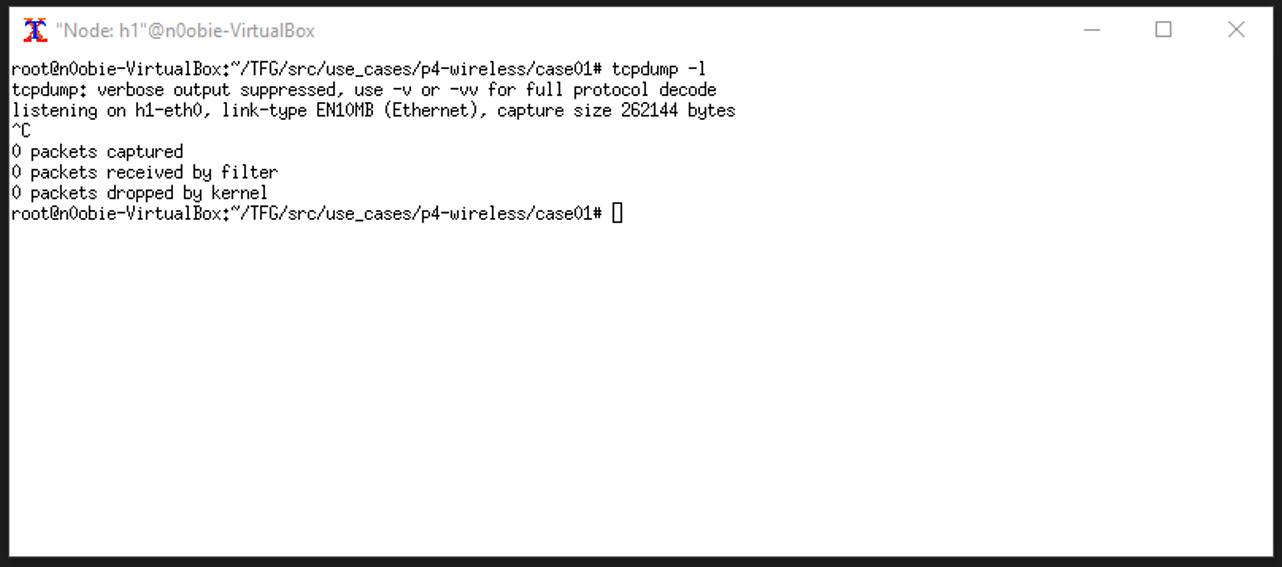 "Node: h1"@n0obie-VirtualBox
root@n0obie-VirtualBox:~/TFG/src/use_cases/p4-wireless/case01# tcpdump -l
tcpdump: verbose output suppressed, use -v or -vv for full protocol decode
listening on h1-eth0, link-type EN10MB (Ethernet), capture size 262144 bytes
^C
0 packets captured
0 packets received by filter
0 packets dropped by kernel
root@n0obie-VirtualBox:~/TFG/src/use_cases/p4-wireless/case01#